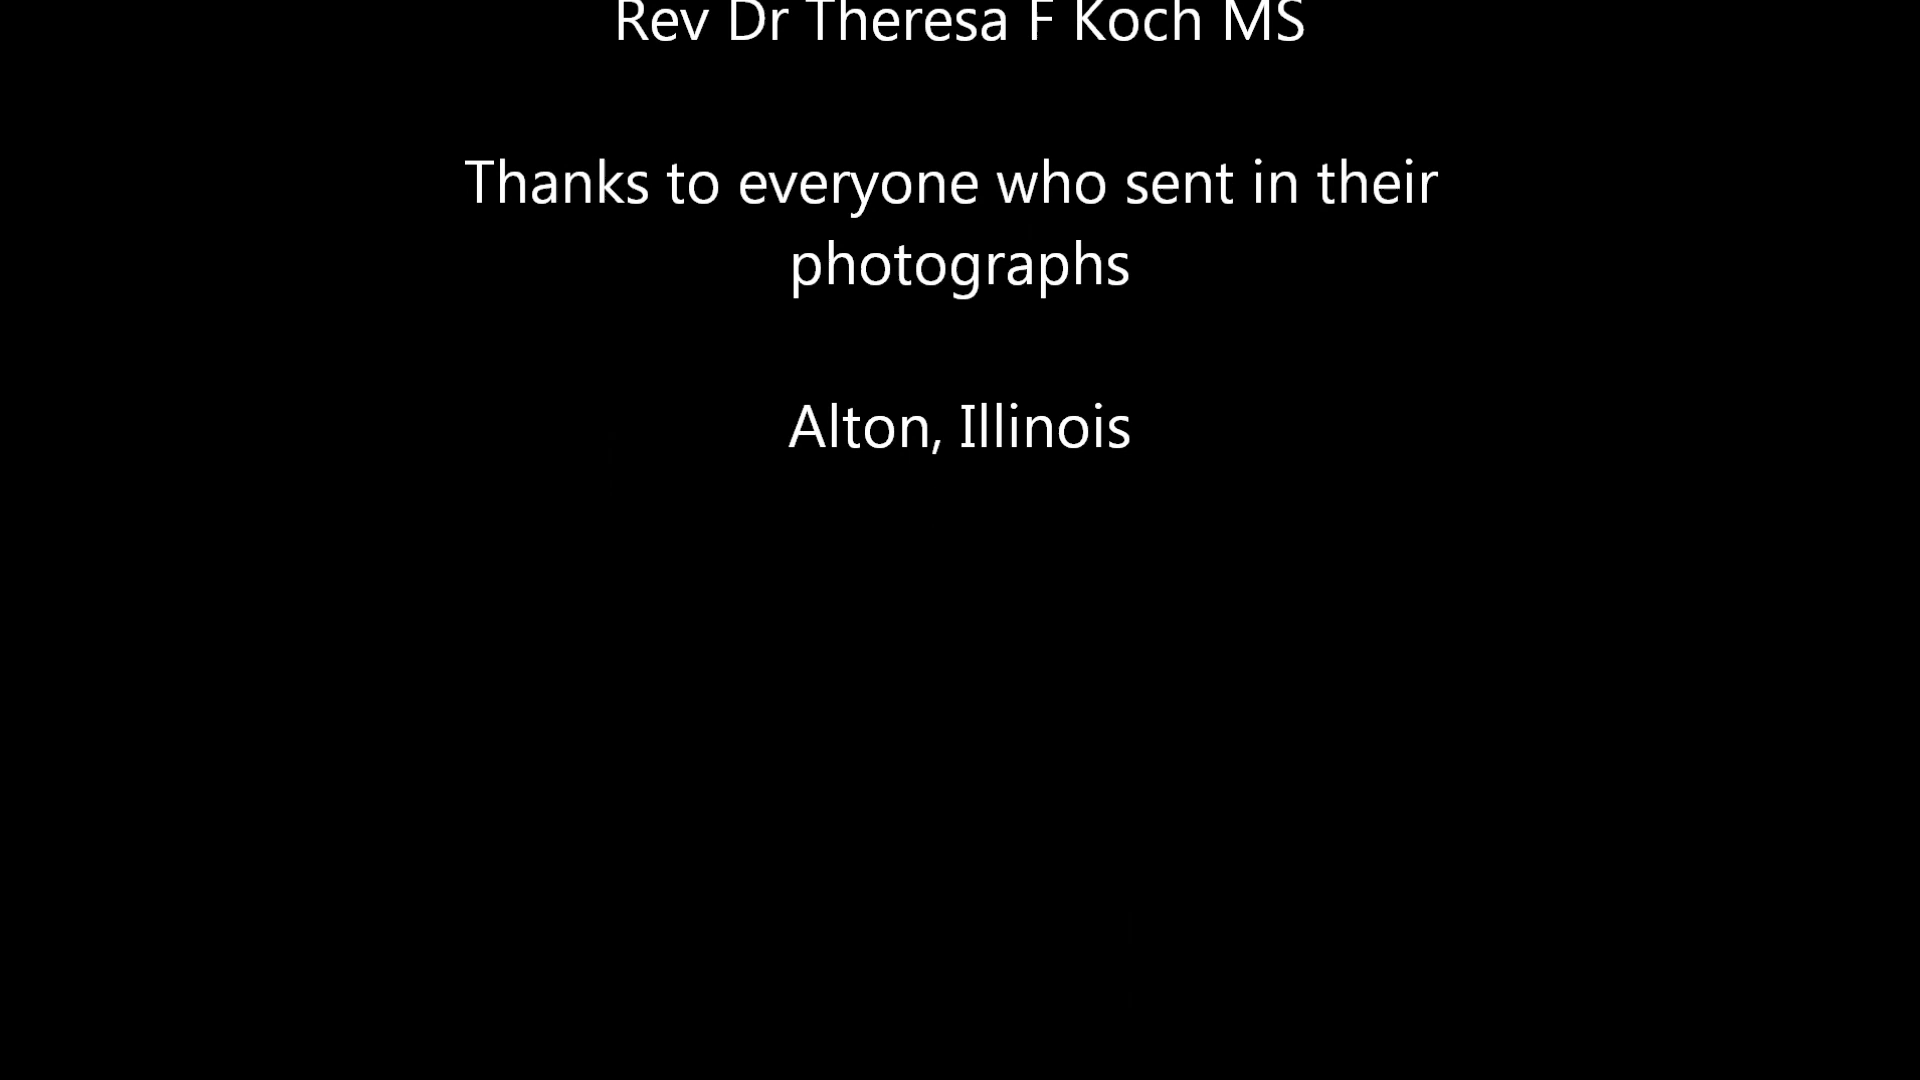 Rev Dr Theresa F Koch MS
Thanks to everyone who sent in their
photographs
Alton, Illinois